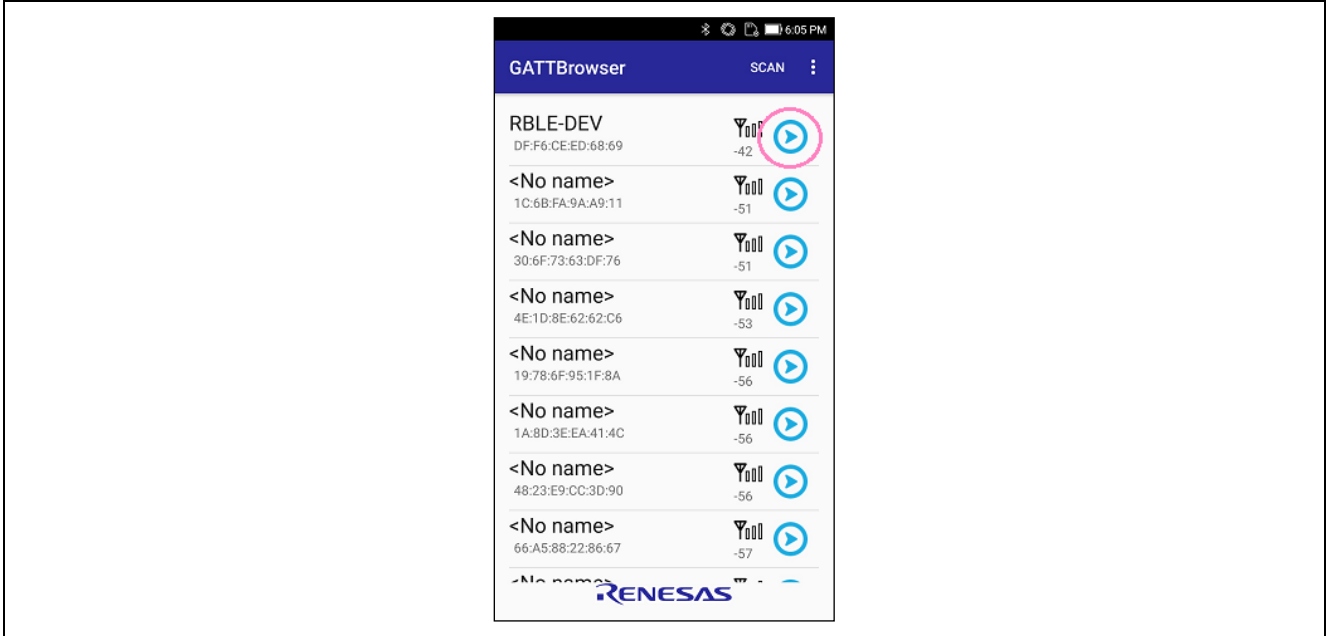 6:05 PM
GATTBrowser SCAN
RBLE-DEV
DF:F6:CE:ED:68:69
-42
<No name>
1C:6B:FA:9A:A9:11
-51
<No name>
30:6F:73:63:DF:76
-51
<No name>
4E:1D:8E:62:62:C6
-53
<No name>
19:78:6F:95:1F:8A
-56
<No name>
1A:8D:3E:EA:41:4C
-56
<No name>
48:23:E9:CC:3D:90
-56
<No name>
66:A5:88:22:86:67
-57
<No name>
RENESAS